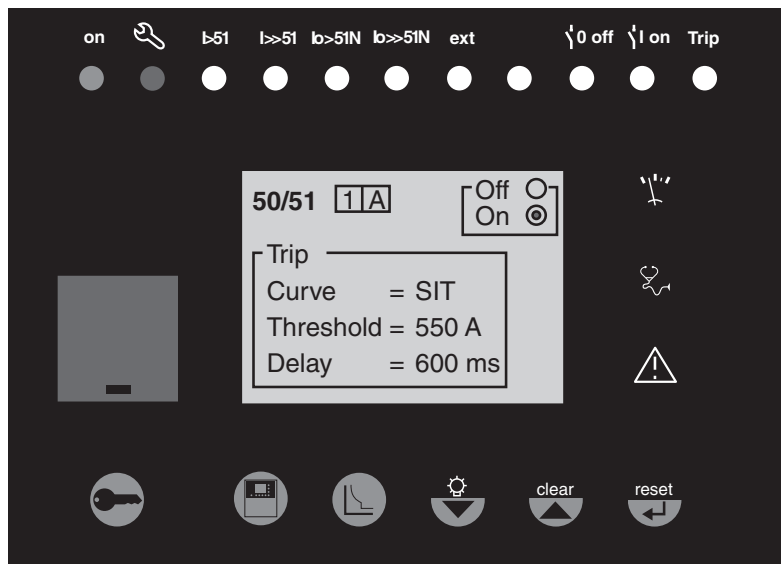 on I>51 I>>51 Io>51N Io>>51N ext 0 off I on Trip
50/51 1 A
Off
On
Trip
Curve = SIT
Threshold = 550 A
Delay = 600 ms
clear reset